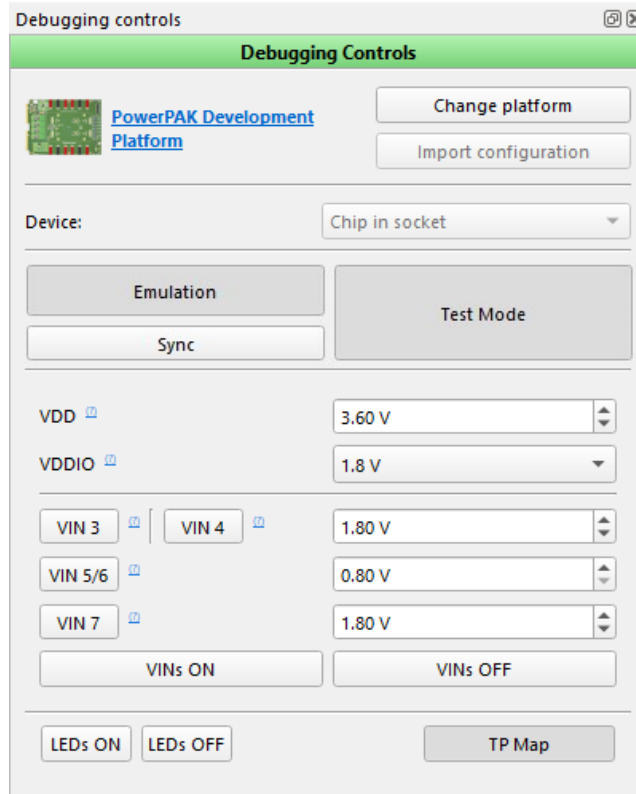 Debugging controls
Debugging Controls
PowerPAK Development
Platform
Change platform
Import configuration
Device:
Chip in socket
Emulation
Test Mode
Sync
VDD (?)
3.60 V
VDDIO (?)
1.8 V
VIN 3 (?) VIN 4 (?)
1.80 V
VIN 5/6 (?)
0.80 V
VIN 7 (?)
1.80 V
VINs ON
VINs OFF
LEDs ON
LEDs OFF
TP Map